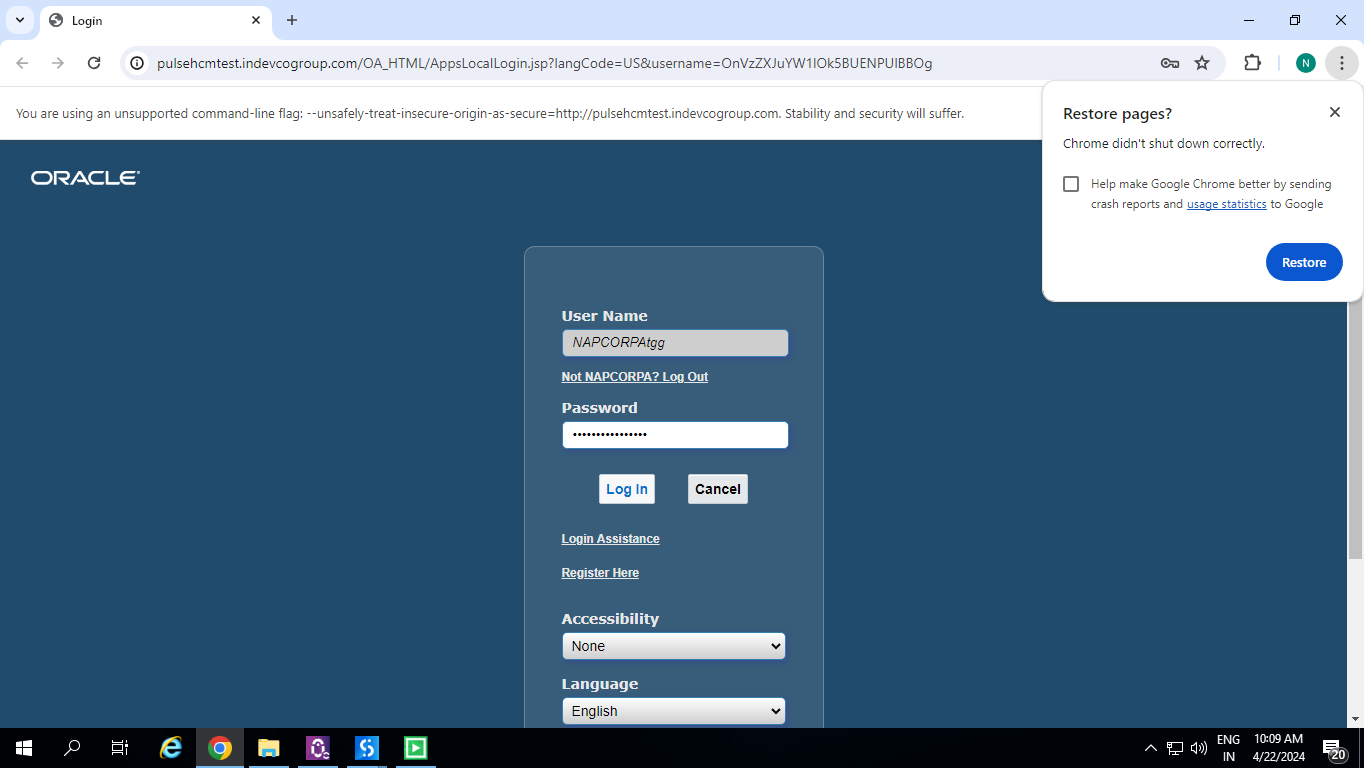 Login
pulsehcmtest.indevcogroup.com/OA_HTML/AppsLocalLogin.jsp?langCode=US&username=OnVzZXJuYW1lOk5BUENPUlBBOg
N
You are using an unsupported command-line flag: --unsafely-treat-insecure-origin-as-secure=http://pulsehcmtest.indevcogroup.com. Stability and security will suffer.
Restore pages?
Chrome didn't shut down correctly.
Help make Google Chrome better by sending
crash reports and usage statistics to Google
Restore
ORACLE
User Name
NAPCORPAtgg
Not NAPCORPA? Log Out
Password
Log In
Cancel
Login Assistance
Register Here
Accessibility
None
Language
English
ENG
IN
10:09 AM
4/22/2024
20